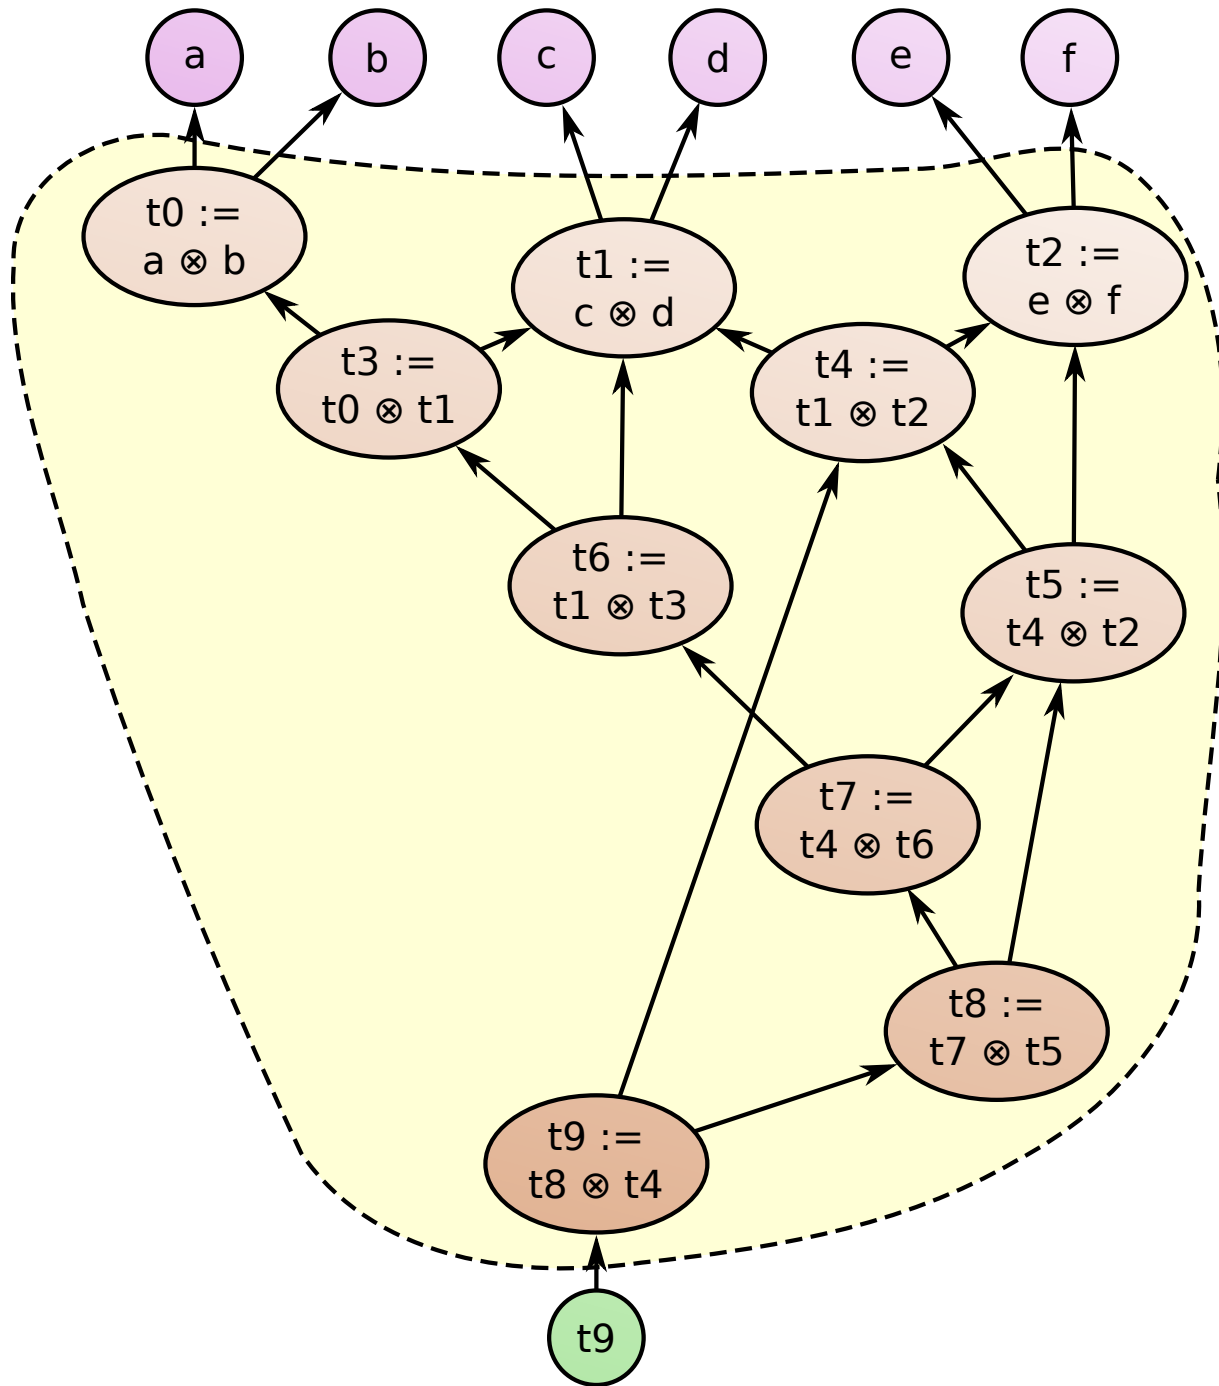 a
b
c
d
e
f
t0 :=
a ⊗ b
t1 :=
c ⊗ d
t2 :=
e ⊗ f
t3 :=
t0 ⊗ t1
t4 :=
t1 ⊗ t2
t6 :=
t1 ⊗ t3
t5 :=
t4 ⊗ t2
t7 :=
t4 ⊗ t6
t8 :=
t7 ⊗ t5
t9 :=
t8 ⊗ t4
t9